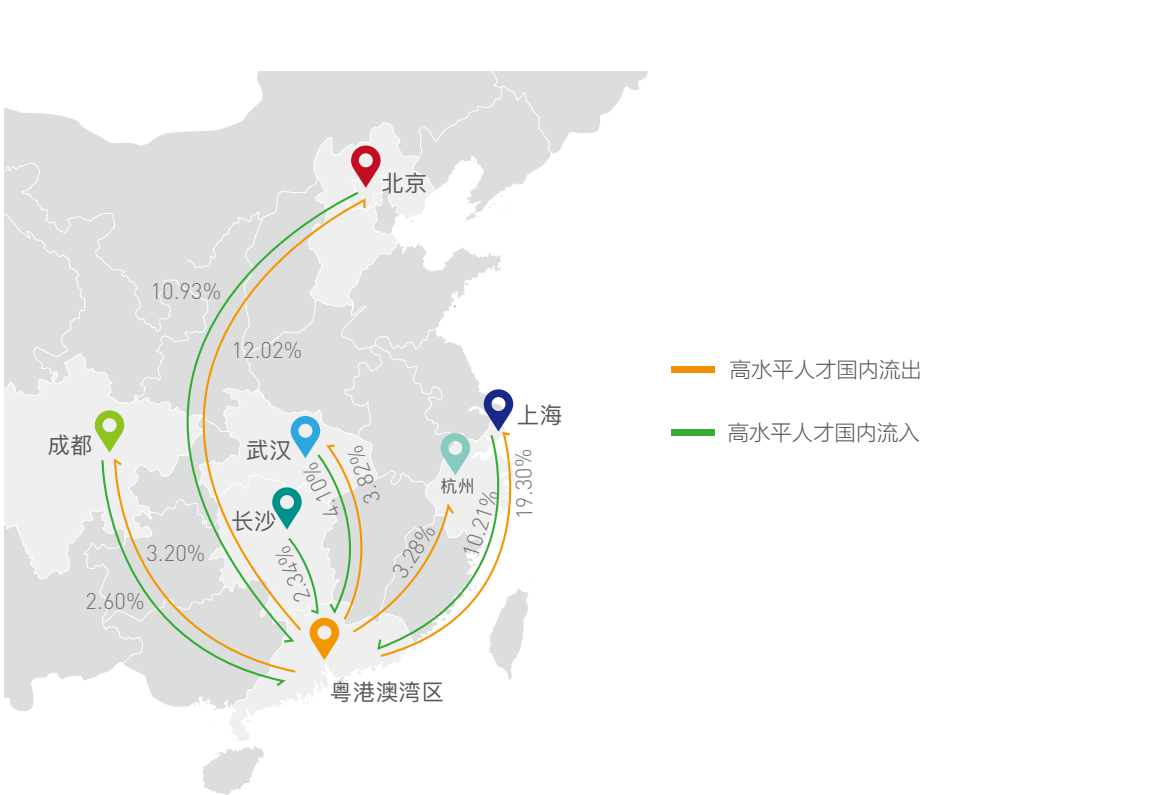 北京
10.93%
12.02%
高水平人才国内流出
上海
高水平人才国内流入
成都
武汉
3.82%
4.10%
19.30%
杭州
长沙
10.21%
3.28%
3.20%
2.34%
2.60%
粤港澳湾区